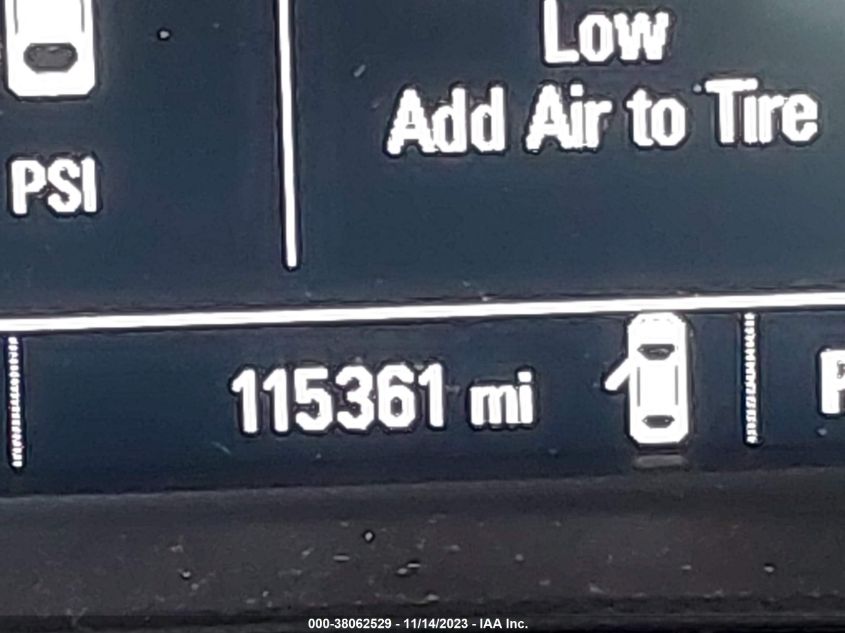 Low
Add Air to Tire
PSI
115361 mi
P
000-38062529 - 11/14/2023 - IAA Inc.